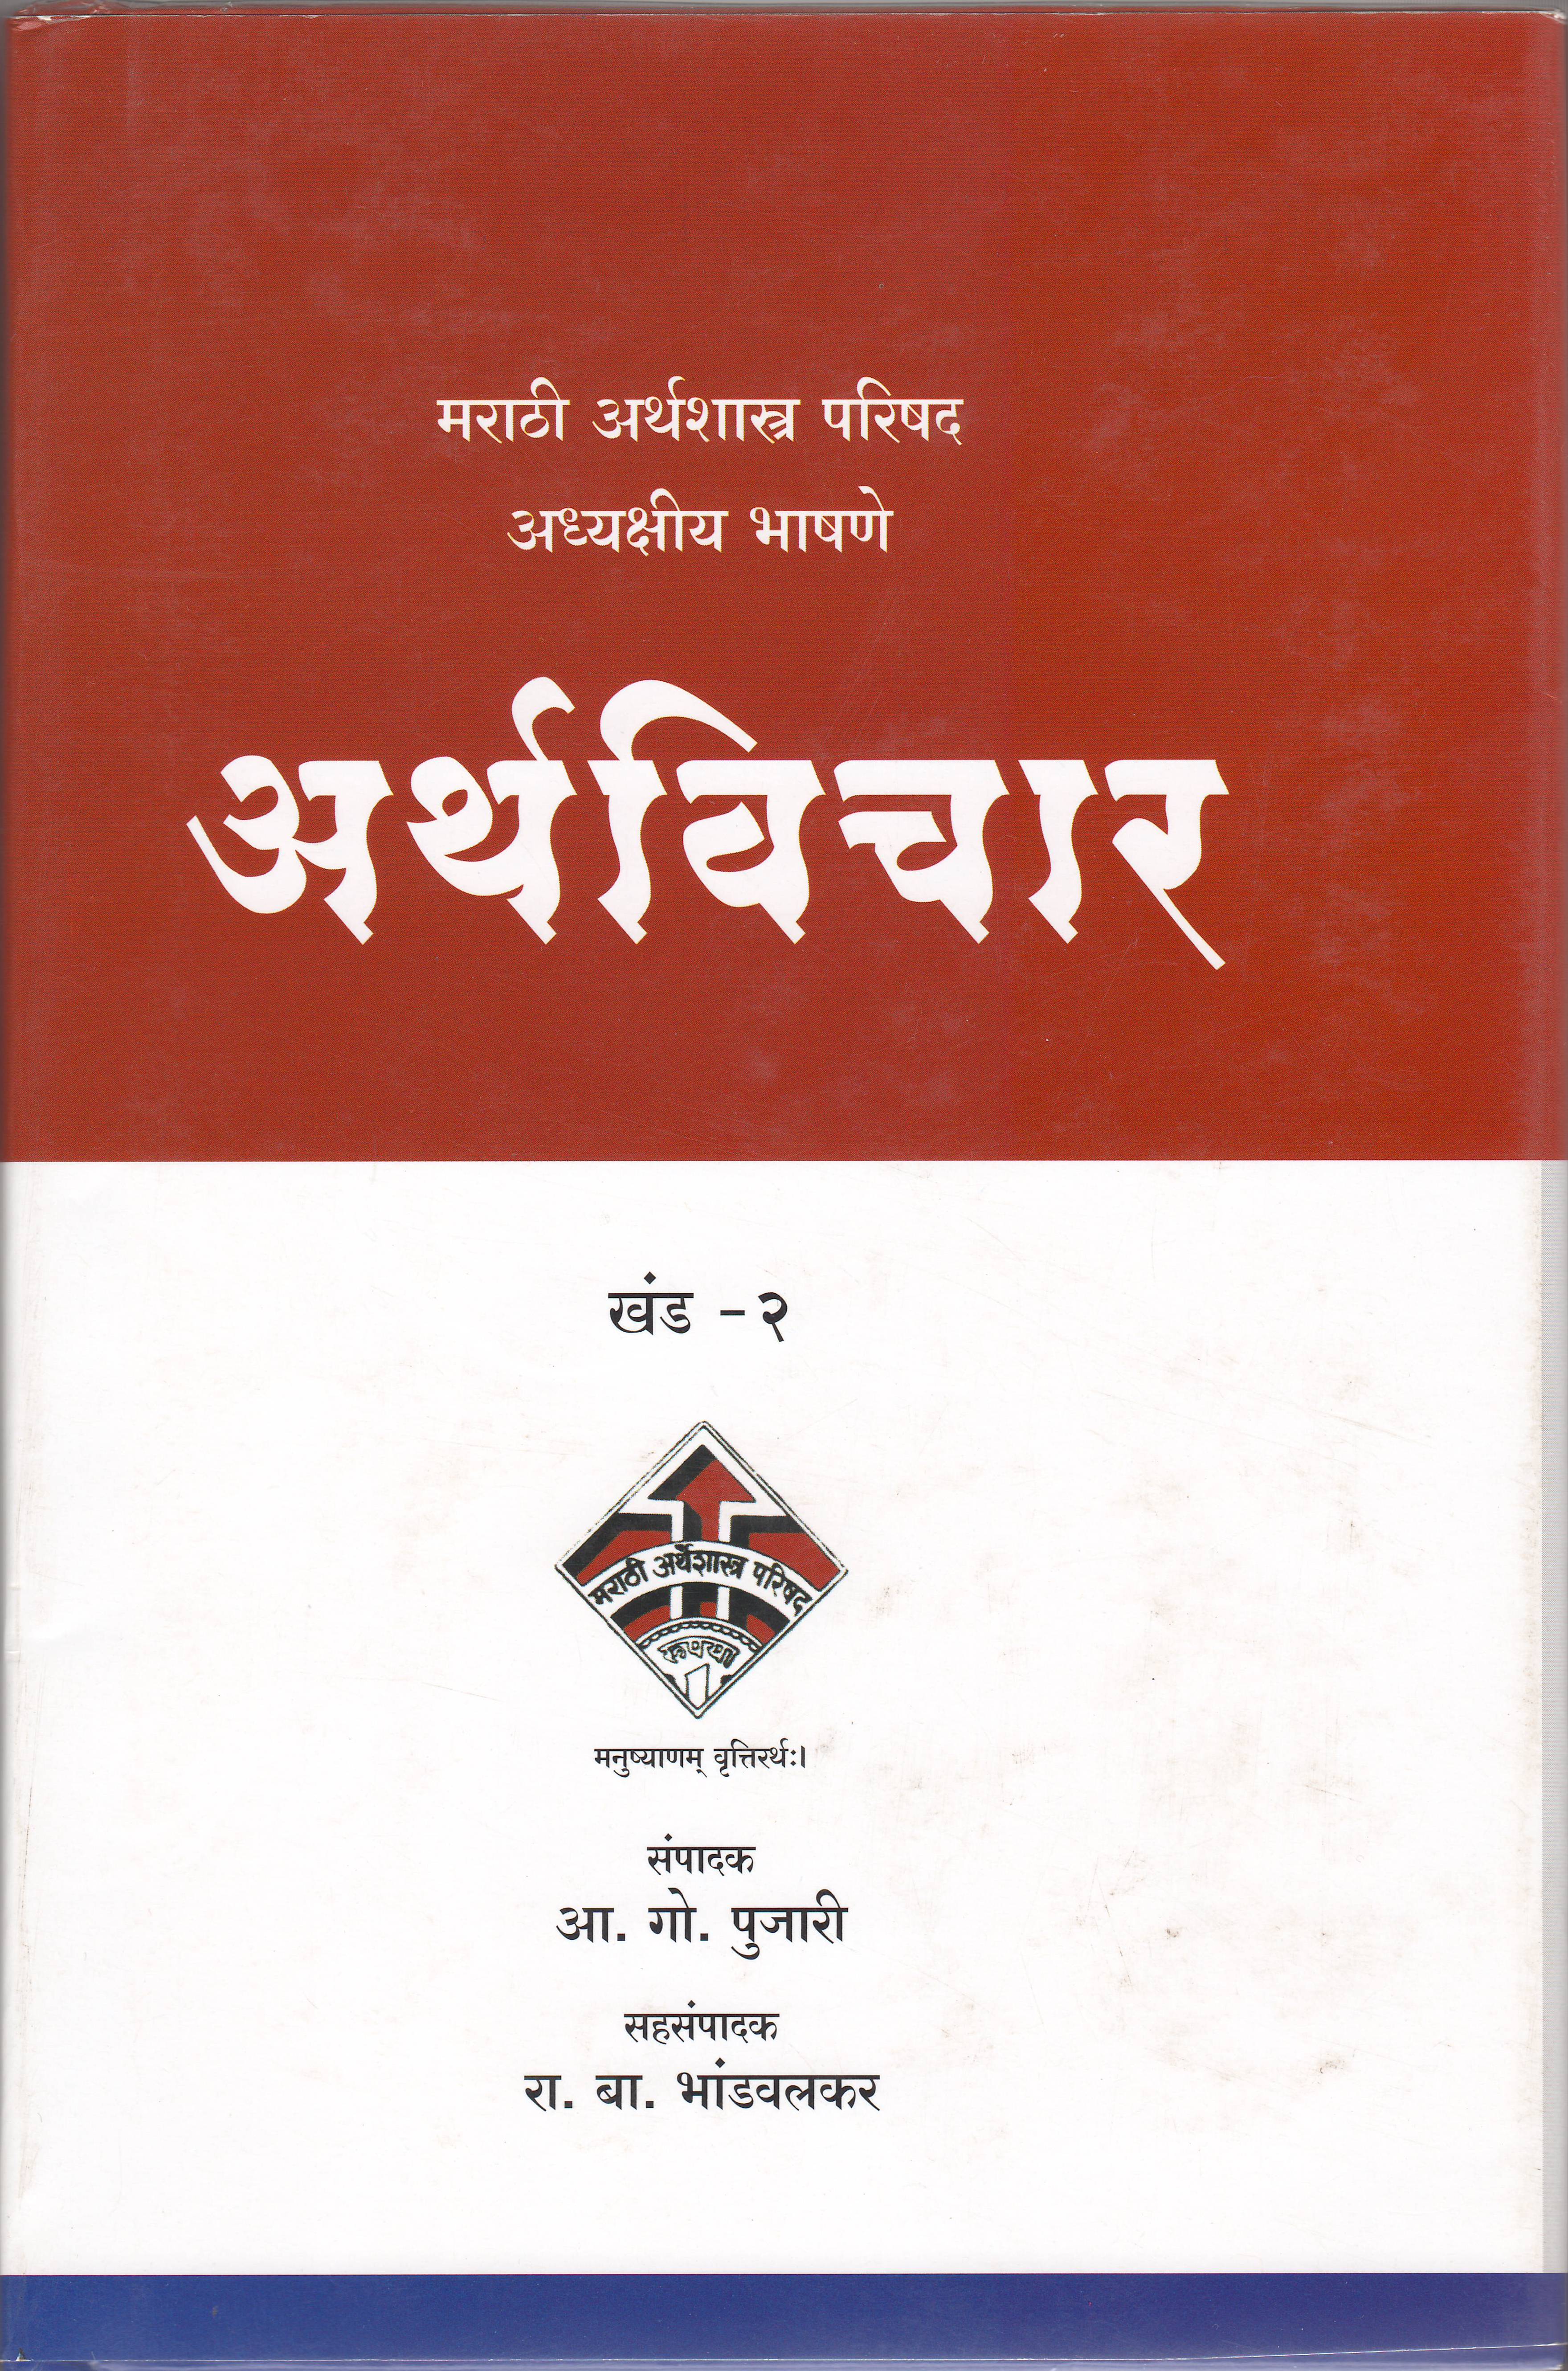 मराठी अर्थशास्त्र परिषद
अध्यक्षीय भाषणे
अर्थविचार
खंड -२
मराठी अर्थशास्त्र परिषद
मनुष्याणम् वृत्तिरर्थः।
संपादक
आ. गो. पुजारी
सहसंपादक
रा. बा. भांडवलकर